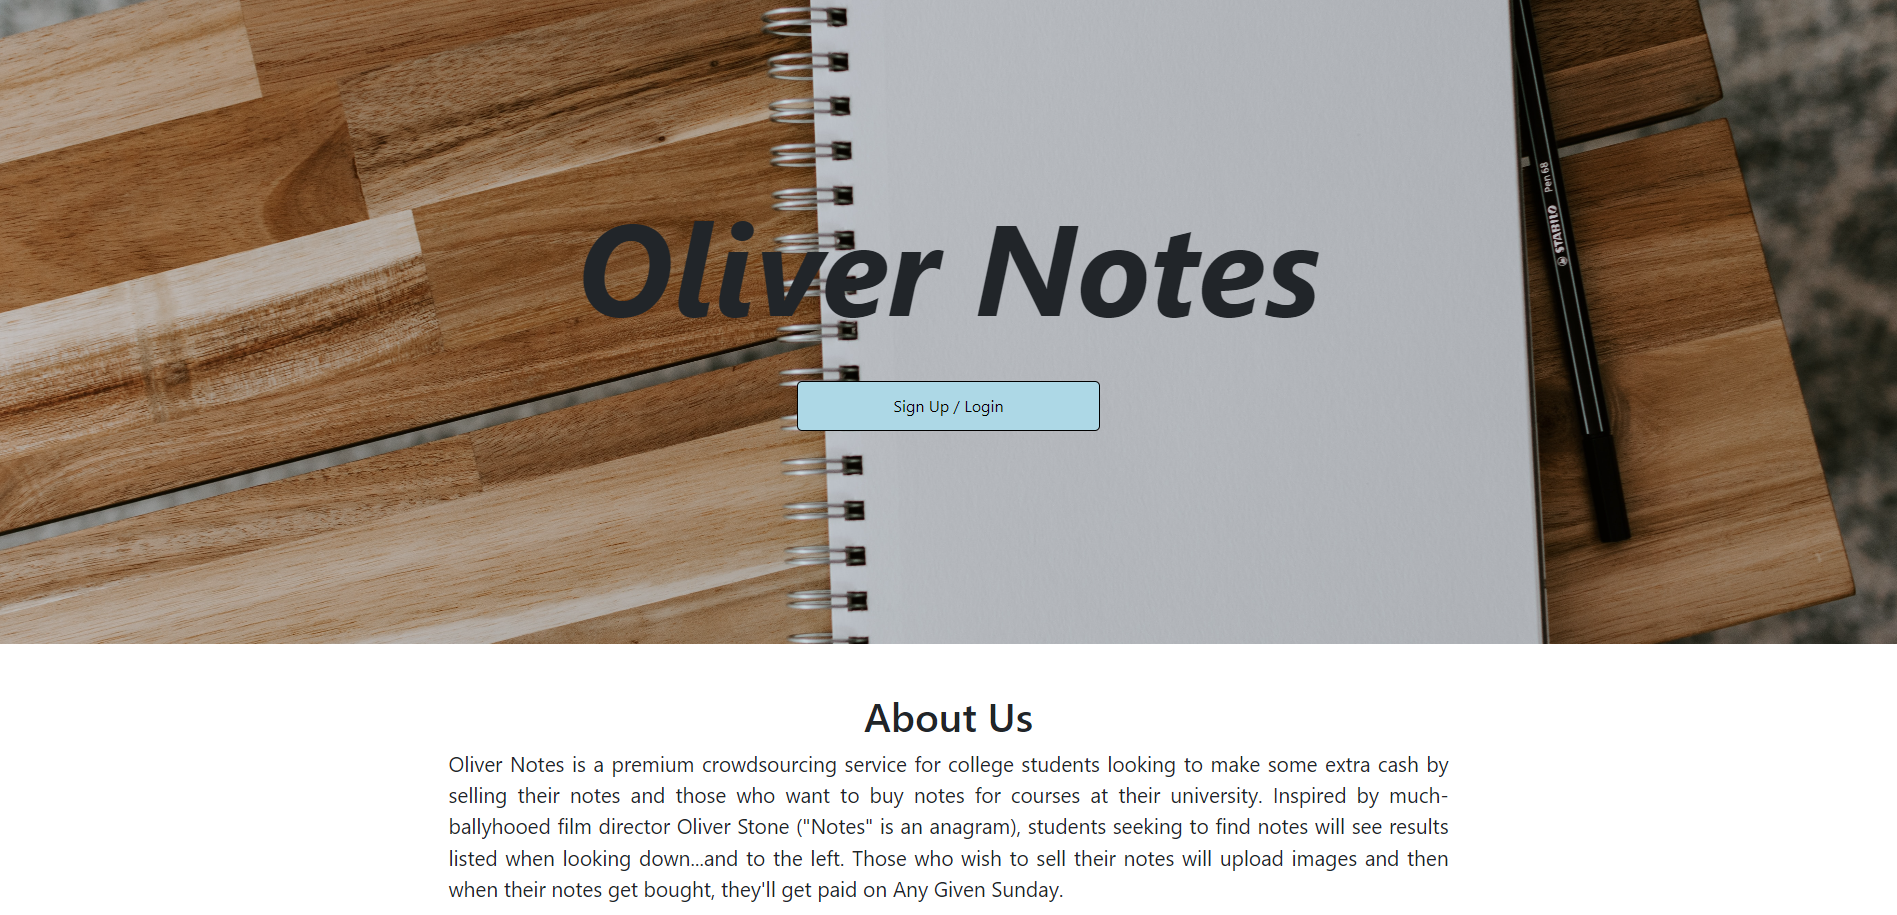 Oliver Notes
Pen 68
STABILO
Sign Up / Login
About Us
Oliver Notes is a premium crowdsourcing service for college students looking to make some extra cash by
selling their notes and those who want to buy notes for courses at their university. Inspired by much-
ballyhooed film director Oliver Stone ("Notes" is an anagram), students seeking to find notes will see results
listed when looking down...and to the left. Those who wish to sell their notes will upload images and then
when their notes get bought, they'll get paid on Any Given Sunday.